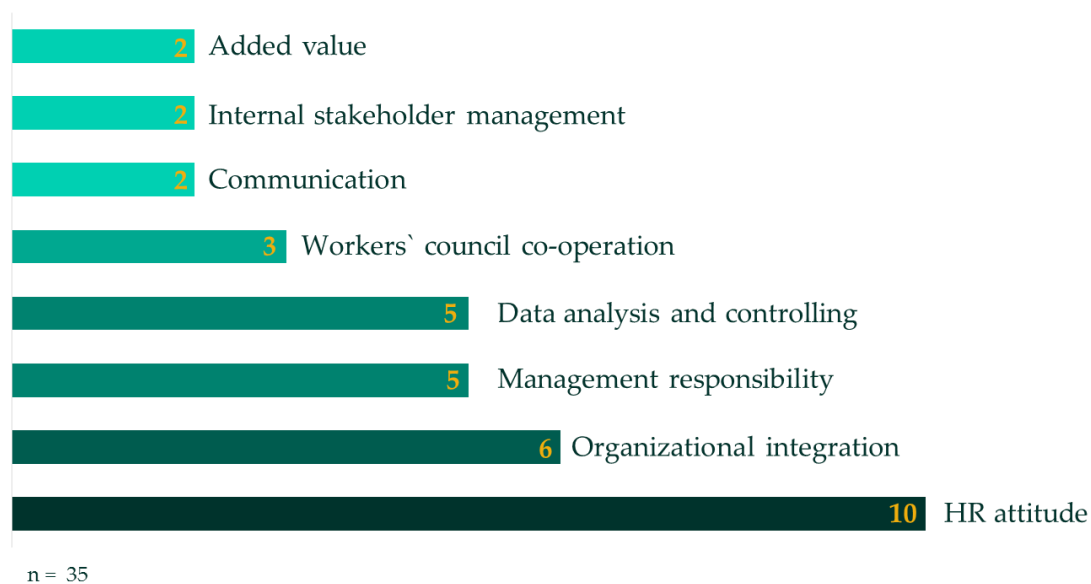 2 Added value
2 Internal stakeholder management
2 Communication
3 Workers` council co-operation
5 Data analysis and controlling
5 Management responsibility
6 Organizational integration
10 HR attitude
n = 35